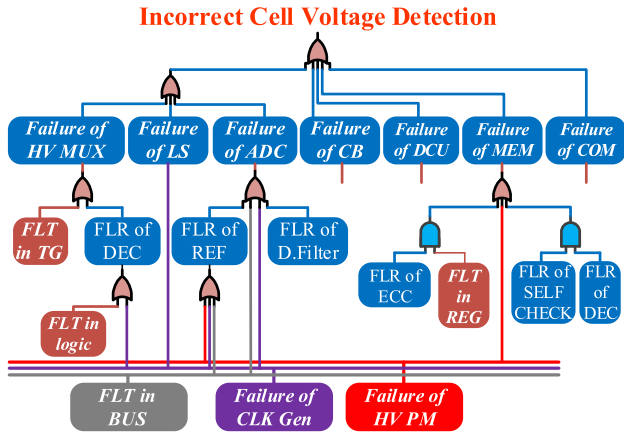 Incorrect Cell Voltage Detection
Failure of
HV MUX
Failure
of LS
Failure
of ADC
Failure
of CB
Failure
of DCU
Failure
of MEM
Failure
of COM
FLT
in TG
FLR of
DEC
FLR of
REF
FLR of
D.Filter
FLR of
ECC
FLT
in
REG
FLR of
SELF
CHECK
FLR
of
DEC
FLT in
logic
FLT in
BUS
Failure of
CLK Gen
Failure of
HV PM